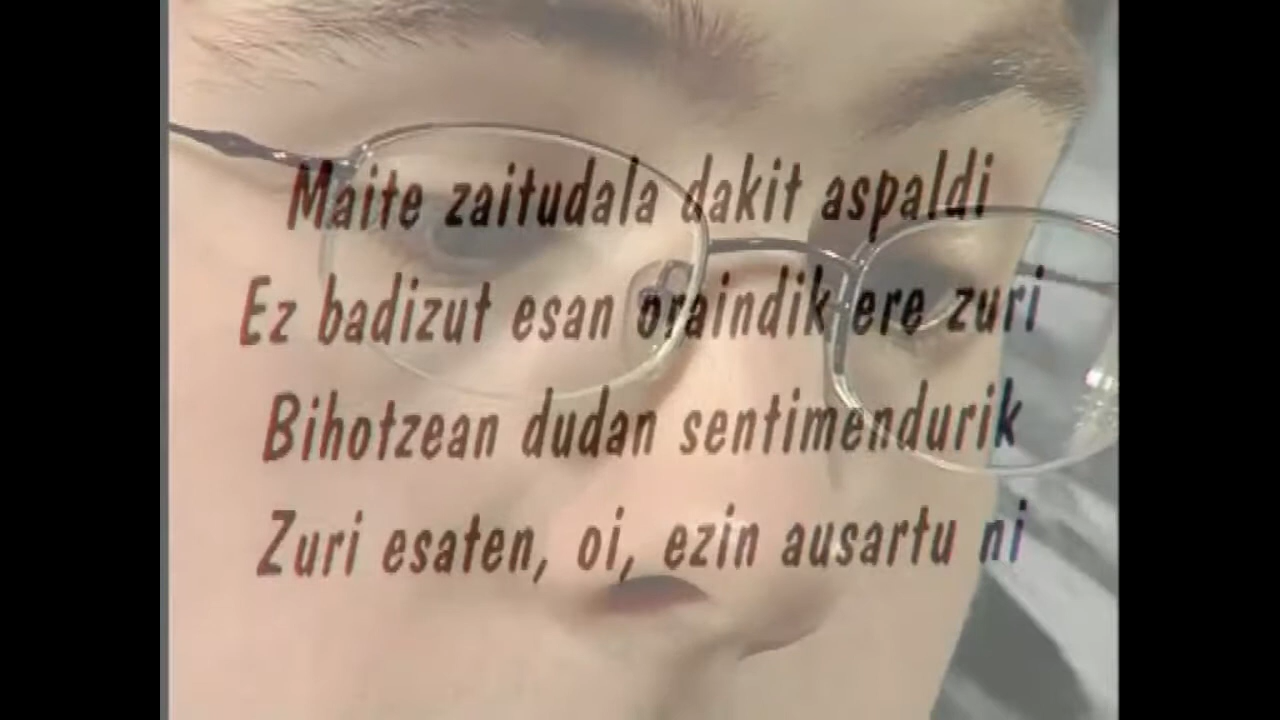 Maite zaitudala dakit aspaldi
Ez badizut esan oraindik ere zuri
Bihotzean dudan sentimendurik
Zuri esaten, oi, ezin ausartu ni